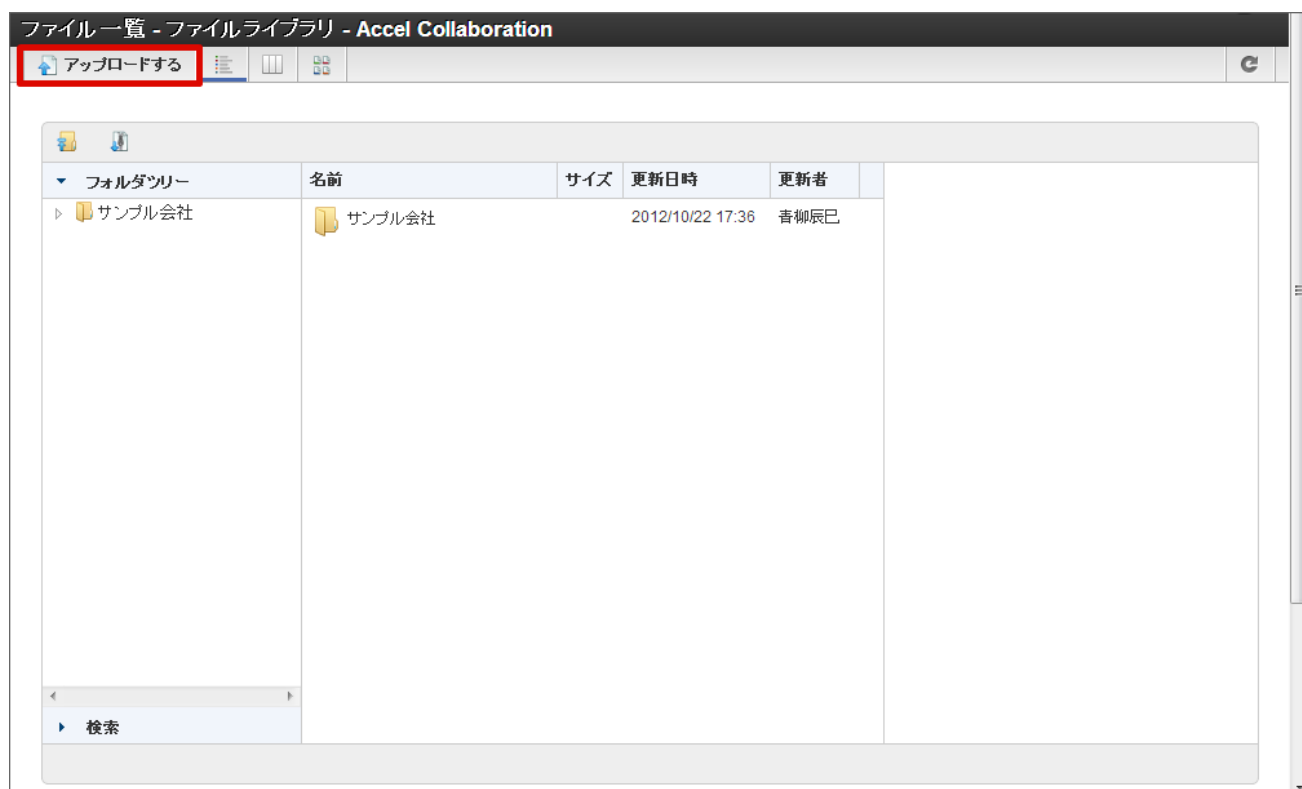 ファイル一覧 - ファイルライブラリ - Accel Collaboration
アップロードする
フォルダツリー
名前 サイズ 更新日時 更新者
サンプル会社
サンプル会社 2012/10/22 17:36 青柳辰巳
検索